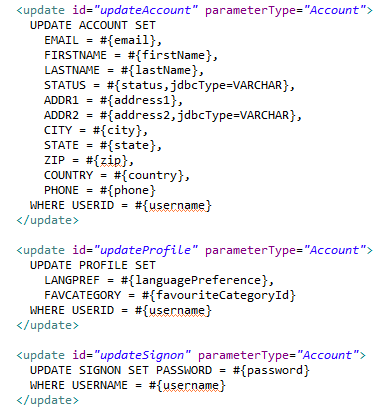 <update id="updateAccount" parameterType="Account">
UPDATE ACCOUNT SET
EMAIL = #{email},
FIRSTNAME = #{firstName},
LASTNAME = #{lastName},
STATUS = #{status,jdbcType=VARCHAR},
ADDR1 = #{address1},
ADDR2 = #{address2,jdbcType=VARCHAR},
CITY = #{city},
STATE = #{state},
ZIP = #{zip},
COUNTRY = #{country},
PHONE = #{phone}
WHERE USERID = #{username}
</update>
<update id="updateProfile" parameterType="Account">
UPDATE PROFILE SET
LANGPREF = #{languagePreference},
FAVCATEGORY = #{favouriteCategoryId}
WHERE USERID = #{username}
</update>
<update id="updateSignon" parameterType="Account">
UPDATE SIGNON SET PASSWORD = #{password}
WHERE USERNAME = #{username}
</update>